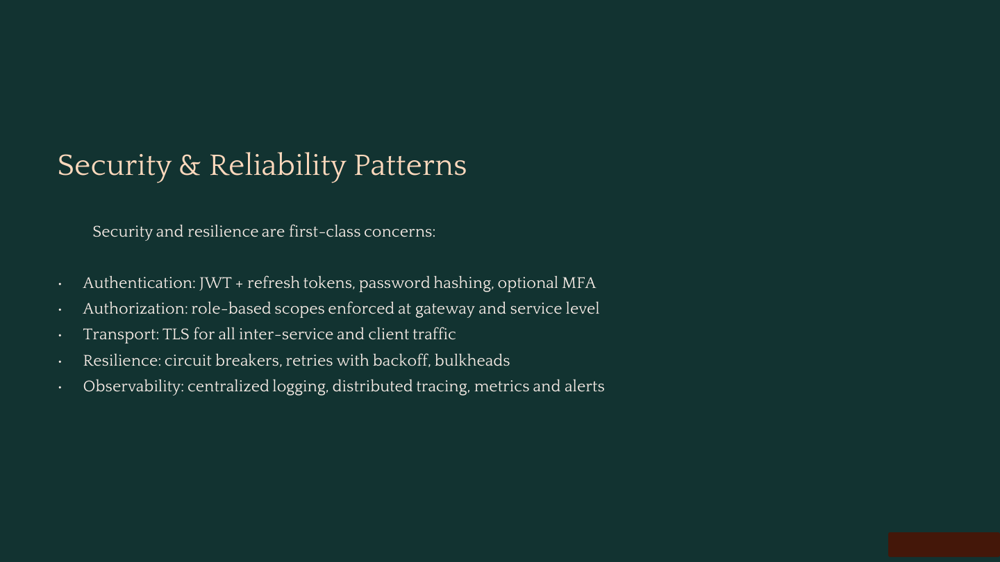 Security & Reliability Patterns
Security and resilience are first-class concerns:
• Authentication: JWT + refresh tokens, password hashing, optional MFA
• Authorization: role-based scopes enforced at gateway and service level
• Transport: TLS for all inter-service and client traffic
• Resilience: circuit breakers, retries with backoff, bulkheads
• Observability: centralized logging, distributed tracing, metrics and alerts